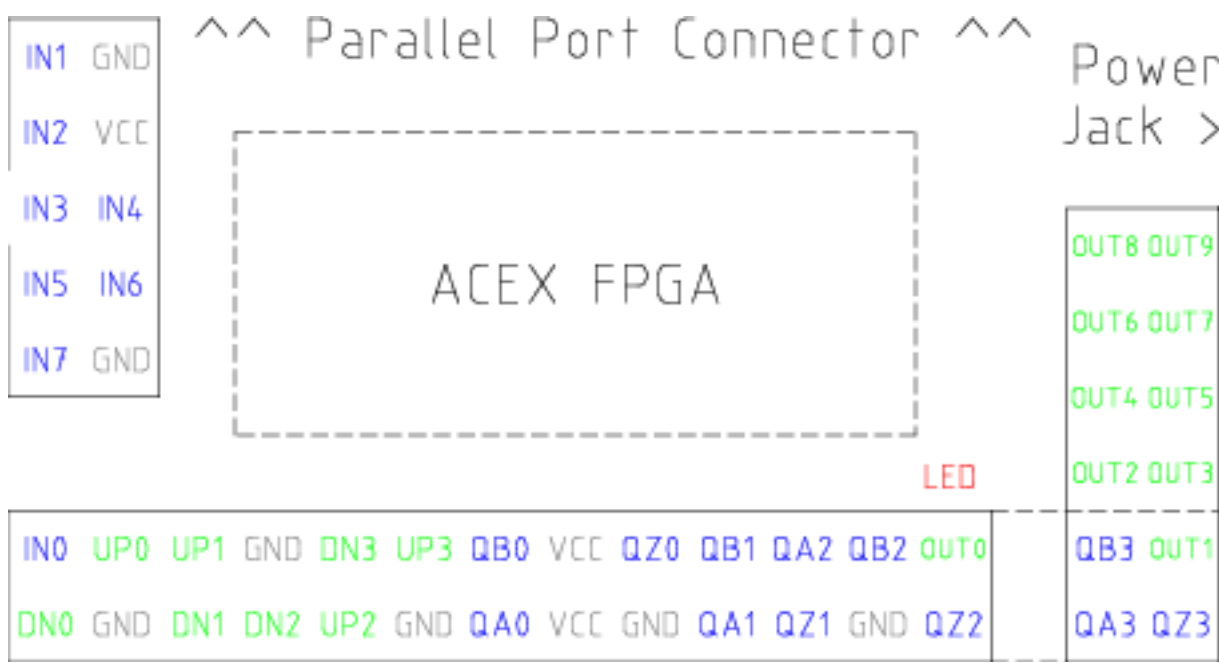 ^^ Parallel Port Connector ^^
Power
Jack >
IN1 GND
IN2 VCC
IN3 IN4
IN5 IN6
IN7 GND
ACEX FPGA
OUT8 OUT9
OUT6 OUT7
OUT4 OUT5
OUT2 OUT3
LED
IN0 UP0 UP1 GND DN3 UP3 QB0 VCC QZ0 QB1 QA2 QB2 OUT0
DN0 GND DN1 DN2 UP2 GND QA0 VCC GND QA1 QZ1 GND QZ2
QB3 OUT1
QA3 QZ3